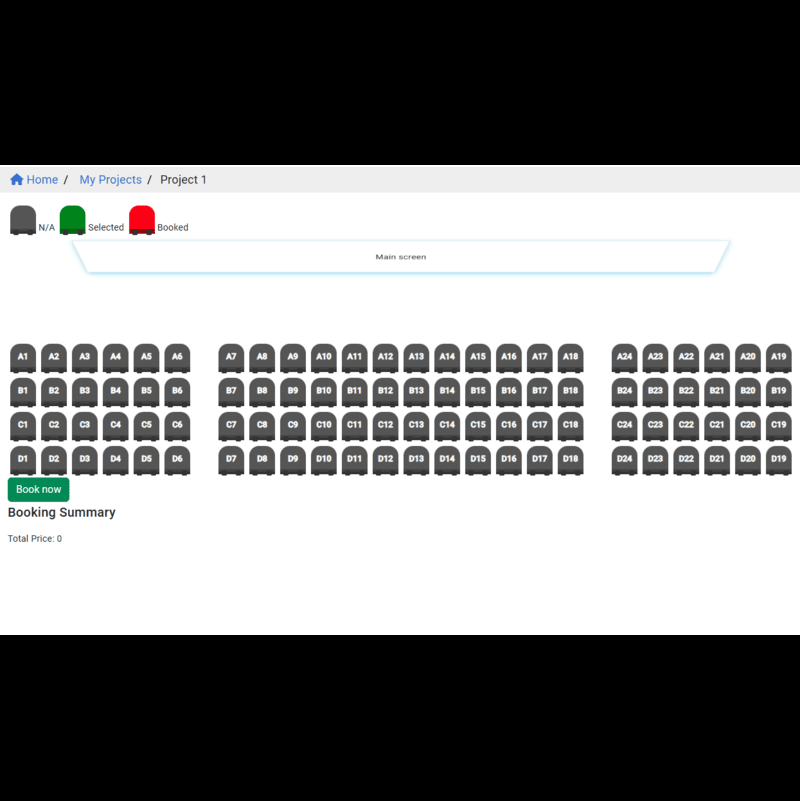 Home / My Projects / Project 1
N/A Selected Booked
Main screen
A1 A2 A3 A4 A5 A6 A7 A8 A9 A10 A11 A12 A13 A14 A15 A16 A17 A18 A24 A23 A22 A21 A20 A19
B1 B2 B3 B4 B5 B6 B7 B8 B9 B10 B11 B12 B13 B14 B15 B16 B17 B18 B24 B23 B22 B21 B20 B19
C1 C2 C3 C4 C5 C6 C7 C8 C9 C10 C11 C12 C13 C14 C15 C16 C17 C18 C24 C23 C22 C21 C20 C19
D1 D2 D3 D4 D5 D6 D7 D8 D9 D10 D11 D12 D13 D14 D15 D16 D17 D18 D24 D23 D22 D21 D20 D19
Book now
Booking Summary
Total Price: 0